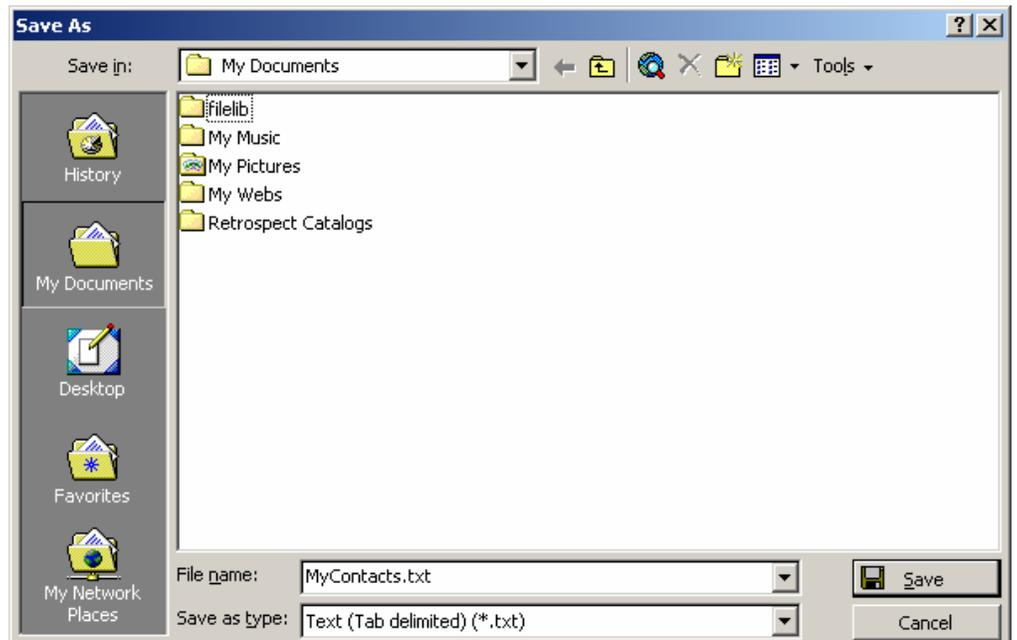 Save As
Save in:
My Documents
Tools
filelib
My Music
My Pictures
My Webs
Retrospect Catalogs
History
My Documents
Desktop
Favorites
My Network
Places
File name:
MyContacts.txt
Save
Save as type:
Text (Tab delimited) (*.txt)
Cancel